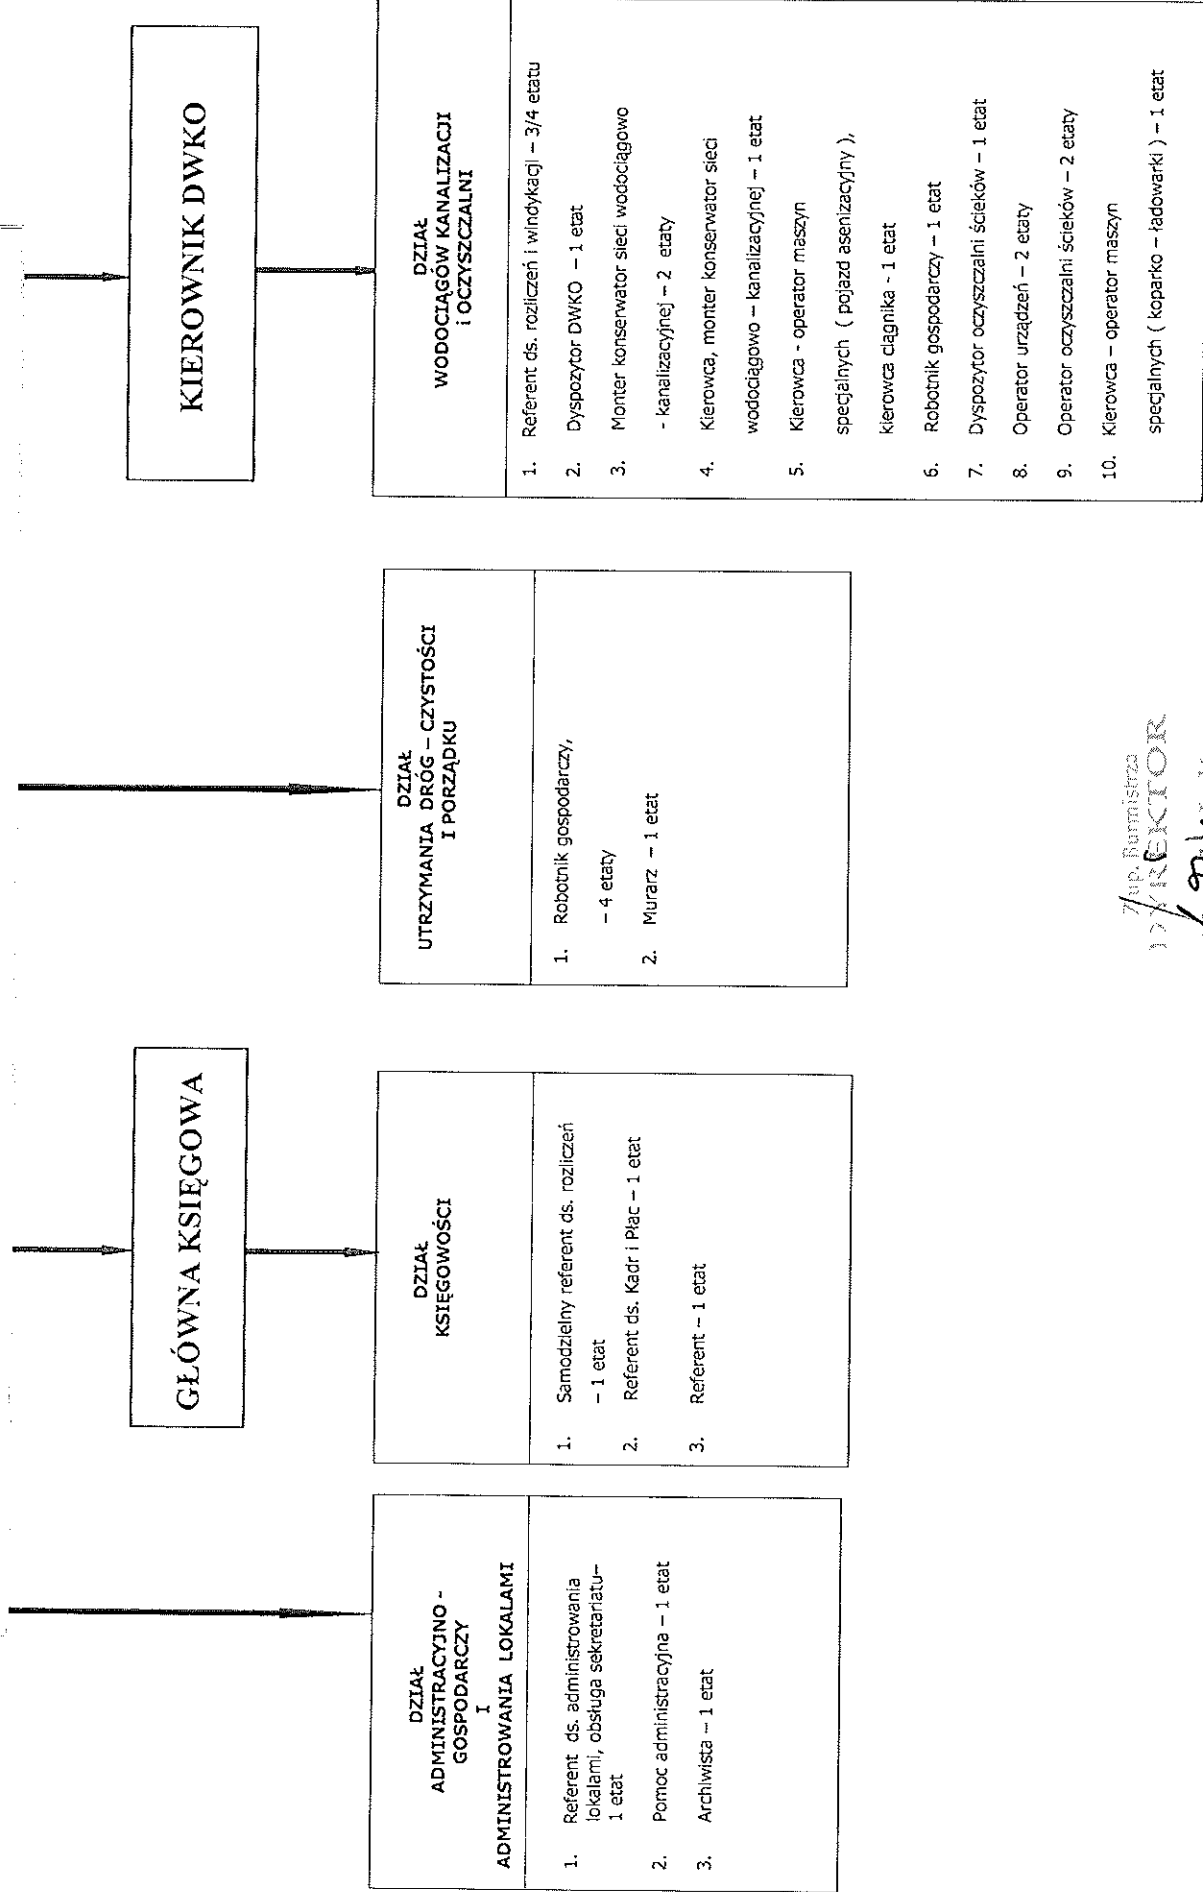 GŁÓWNA KSIĘGOWA
KIEROWNIK DWKO
DZIAŁ
ADMINISTRACYJNO -
GOSPODARCZY
I
ADMINISTROWANIA LOKALAMI
1. Referent ds. administrowania
lokalami, obsługa sekretariatu–
1 etat
2. Pomoc administracyjna – 1 etat
3. Archiwista – 1 etat
DZIAŁ
KSIĘGOWOŚCI
1. Samodzielny referent ds. rozliczeń
– 1 etat
2. Referent ds. Kadr i Płac – 1 etat
3. Referent – 1 etat
DZIAŁ
UTRZYMANIA DRÓG – CZYSTOŚCI
I PORZĄDKU
1. Robotnik gospodarczy,
– 4 etaty
2. Murarz – 1 etat
DZIAŁ
WODOCIĄGÓW KANALIZACJI
i OCZYSZCZALNI
1. Referent ds. rozliczeń i windykacji – 3/4 etatu
2. Dyspozytor DWKO – 1 etat
3. Monter konserwator sieci wodociągowo
- kanalizacyjnej – 2 etaty
4. Kierowca, monter konserwator sieci
wodociągowo – kanalizacyjnej – 1 etat
5. Kierowca - operator maszyn
specjalnych ( pojazd asenizacyjny ),
kierowca ciągnika - 1 etat
6. Robotnik gospodarczy – 1 etat
7. Dyspozytor oczyszczalni ścieków – 1 etat
8. Operator urządzeń – 2 etaty
9. Operator oczyszczalni ścieków – 2 etaty
10. Kierowca – operator maszyn
specjalnych ( koparko – ładowarki ) – 1 etat
Z up. Burmistrza
DYREKTOR